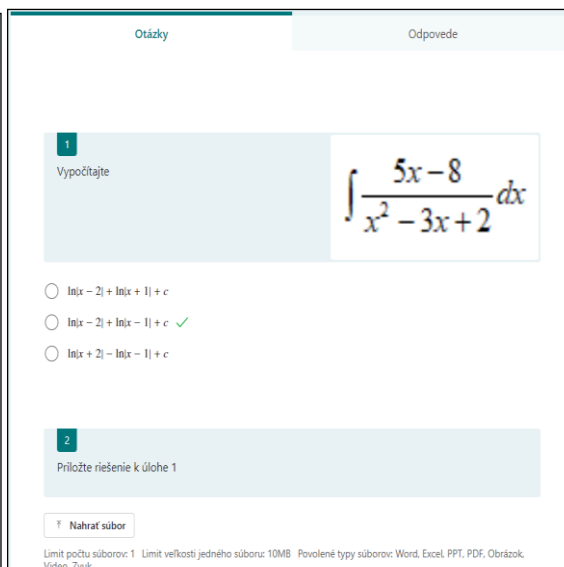 Otázky
Odpovede
1
Vypočítajte
∫ (5x – 8)/(x² – 3x + 2) dx
ln|x − 2| + ln|x + 1| + c
ln|x − 2| + ln|x − 1| + c
ln|x + 2| − ln|x − 1| + c
2
Priložte riešenie k úlohe 1
Nahrať súbor
Limit počtu súborov: 1 Limit veľkosti jedného súboru: 10MB Povolené typy súborov: Word, Excel, PPT, PDF, Obrázok,
Video, Zvuk